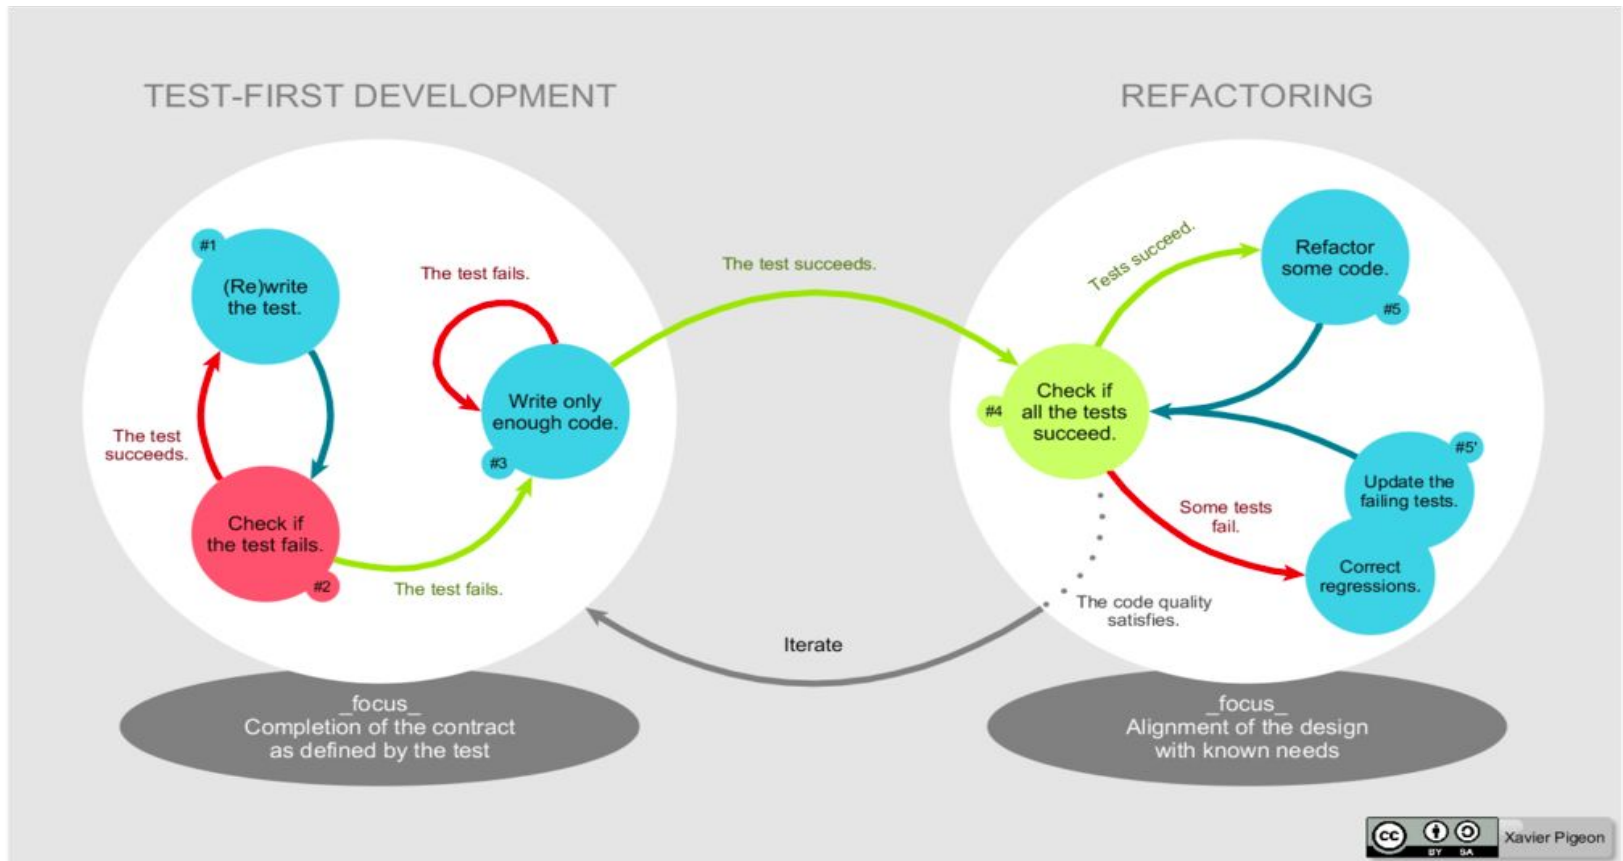 TEST-FIRST DEVELOPMENT
REFACTORING
#1
(Re)write
the test.
The test
succeeds.
Check if
the test fails.
#2
The test fails.
The test fails.
Write only
enough code.
#3
The test succeeds.
#4
Check if
all the tests
succeed.
Tests succeed.
Refactor
some code.
#5
#5'
Update the
failing tests.
Correct
regressions.
Some tests
fail.
The code quality
satisfies.
Iterate
_focus_
Completion of the contract
as defined by the test
_focus_
Alignment of the design
with known needs
cc
BY SA
Xavier Pigeon